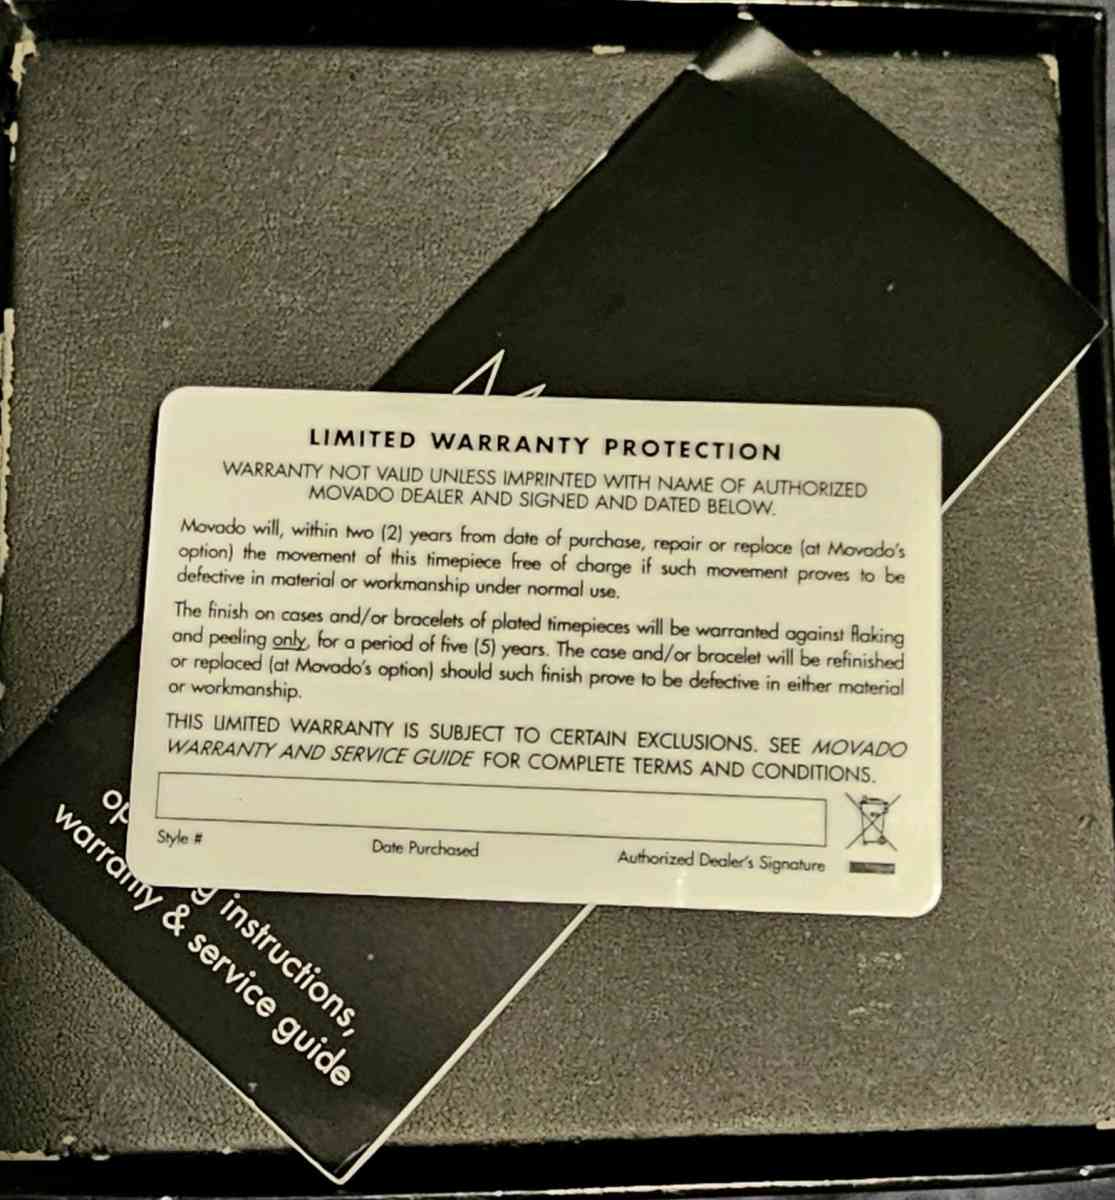 LIMITED WARRANTY PROTECTION
WARRANTY NOT VALID UNLESS IMPRINTED WITH NAME OF AUTHORIZED
MOVADO DEALER AND SIGNED AND DATED BELOW.
Movado will, within two (2) years from date of purchase, repair or replace (at Movado's
option) the movement of this timepiece free of charge if such movement proves to be
defective in material or workmanship under normal use.
The finish on cases and/or bracelets of plated timepieces will be warranted against flaking
and peeling only, for a period of five (5) years. The case and/or bracelet will be refinished
or replaced (at Movado's option) should such finish prove to be defective in either material
or workmanship.
THIS LIMITED WARRANTY IS SUBJECT TO CERTAIN EXCLUSIONS. SEE MOVADO
WARRANTY AND SERVICE GUIDE FOR COMPLETE TERMS AND CONDITIONS.
Style #
Date Purchased
Authorized Dealer's Signature
instructions,
warranty & service guide